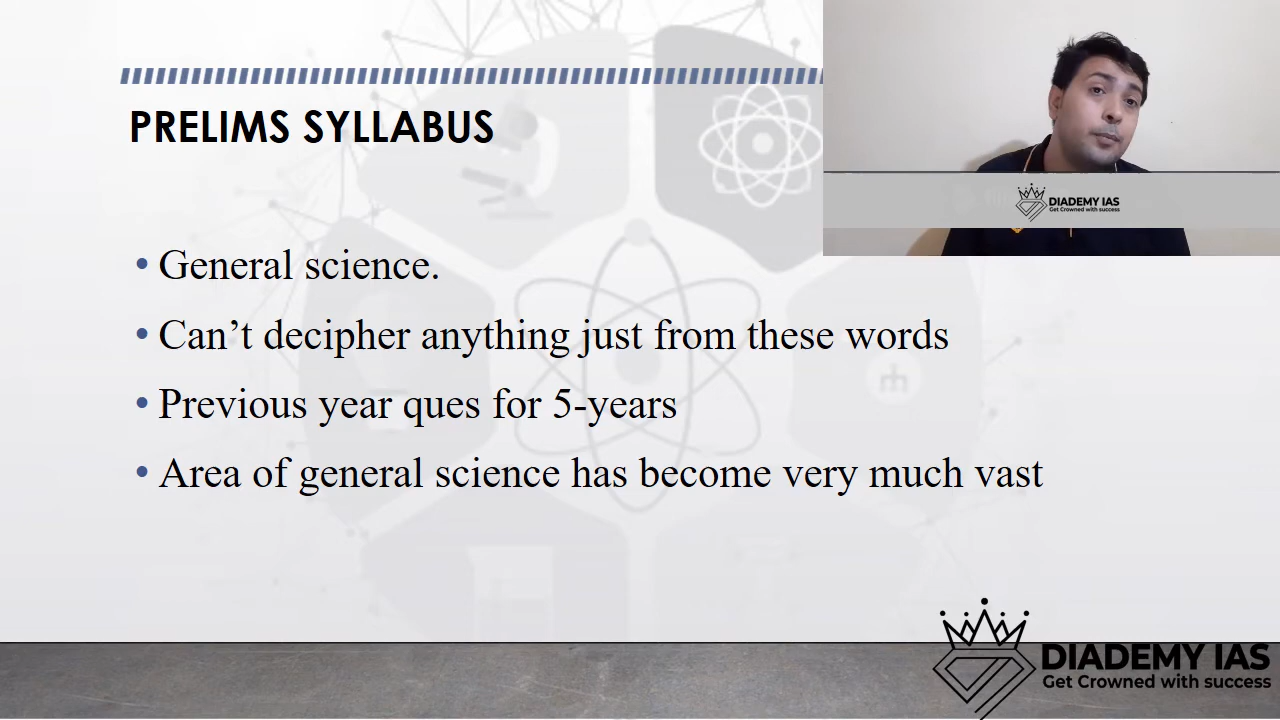 PRELIMS SYLLABUS
DIADEMY IAS
Get Crowned with success
• General science.
• Can’t decipher anything just from these words
• Previous year ques for 5-years
• Area of general science has become very much vast
DIADEMY IAS
Get Crowned with success